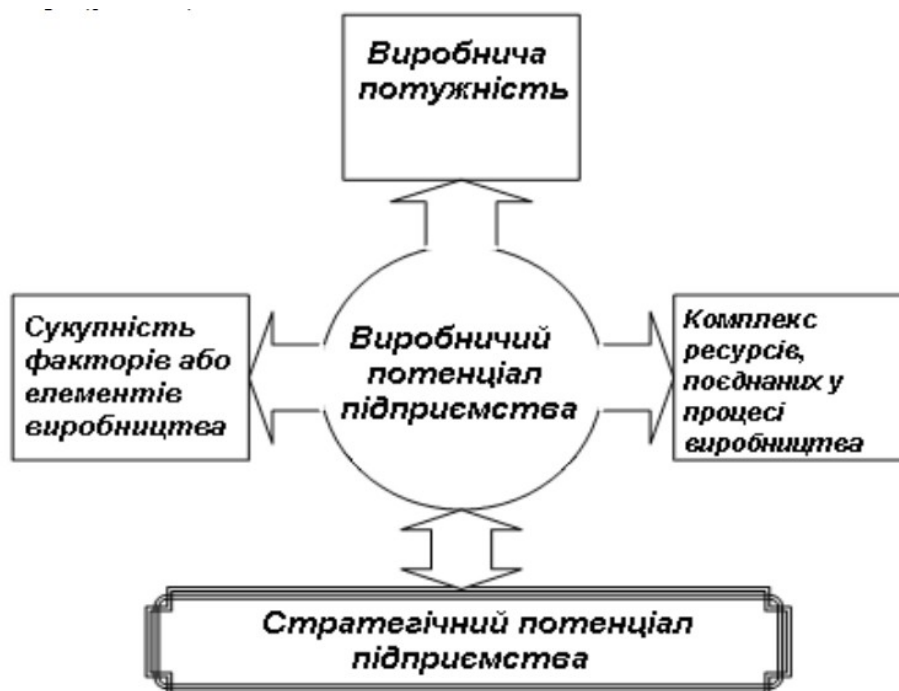 Виробнича
потужність
Сукупність
факторів або
елементів
виробництва
Виробничий
потенціал
підприємства
Комплекс
ресурсів,
поєднаних у
процесі
виробництва
Стратегічний потенціал
підприємства